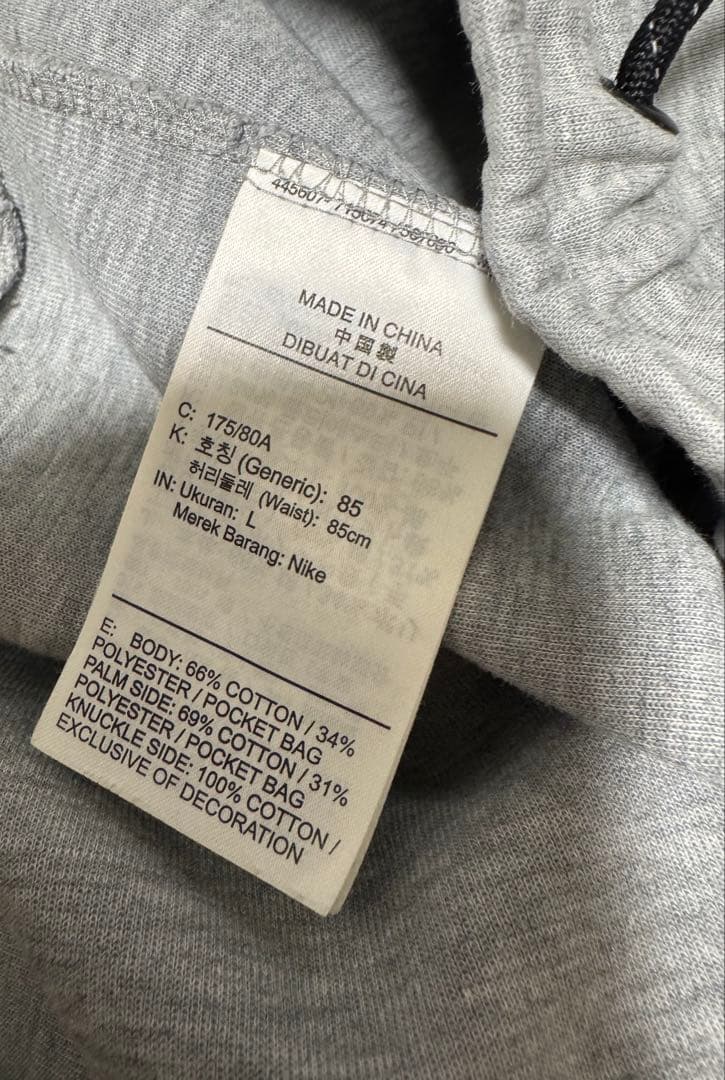 MADE IN CHINA
中国製
DIBUAT DI CINA
C: 175/80A
K: 호칭 (Generic): 85
허리둘레 (Waist): 85cm
IN: Ukuran: L
Merek Barang: Nike
E: BODY: 66% COTTON / 34%
POLYESTER / POCKET BAG
PALM SIDE: 69% COTTON / 31%
POLYESTER / POCKET BAG
KNUCKLE SIDE: 100% COTTON /
EXCLUSIVE OF DECORATION